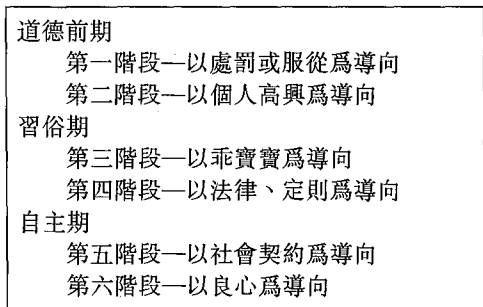 道德前期
第一階段—以處罰或服從爲導向
第二階段—以個人高興爲導向
習俗期
第三階段—以乖寶寶爲導向
第四階段—以法律、定則爲導向
自主期
第五階段—以社會契約爲導向
第六階段—以良心爲導向